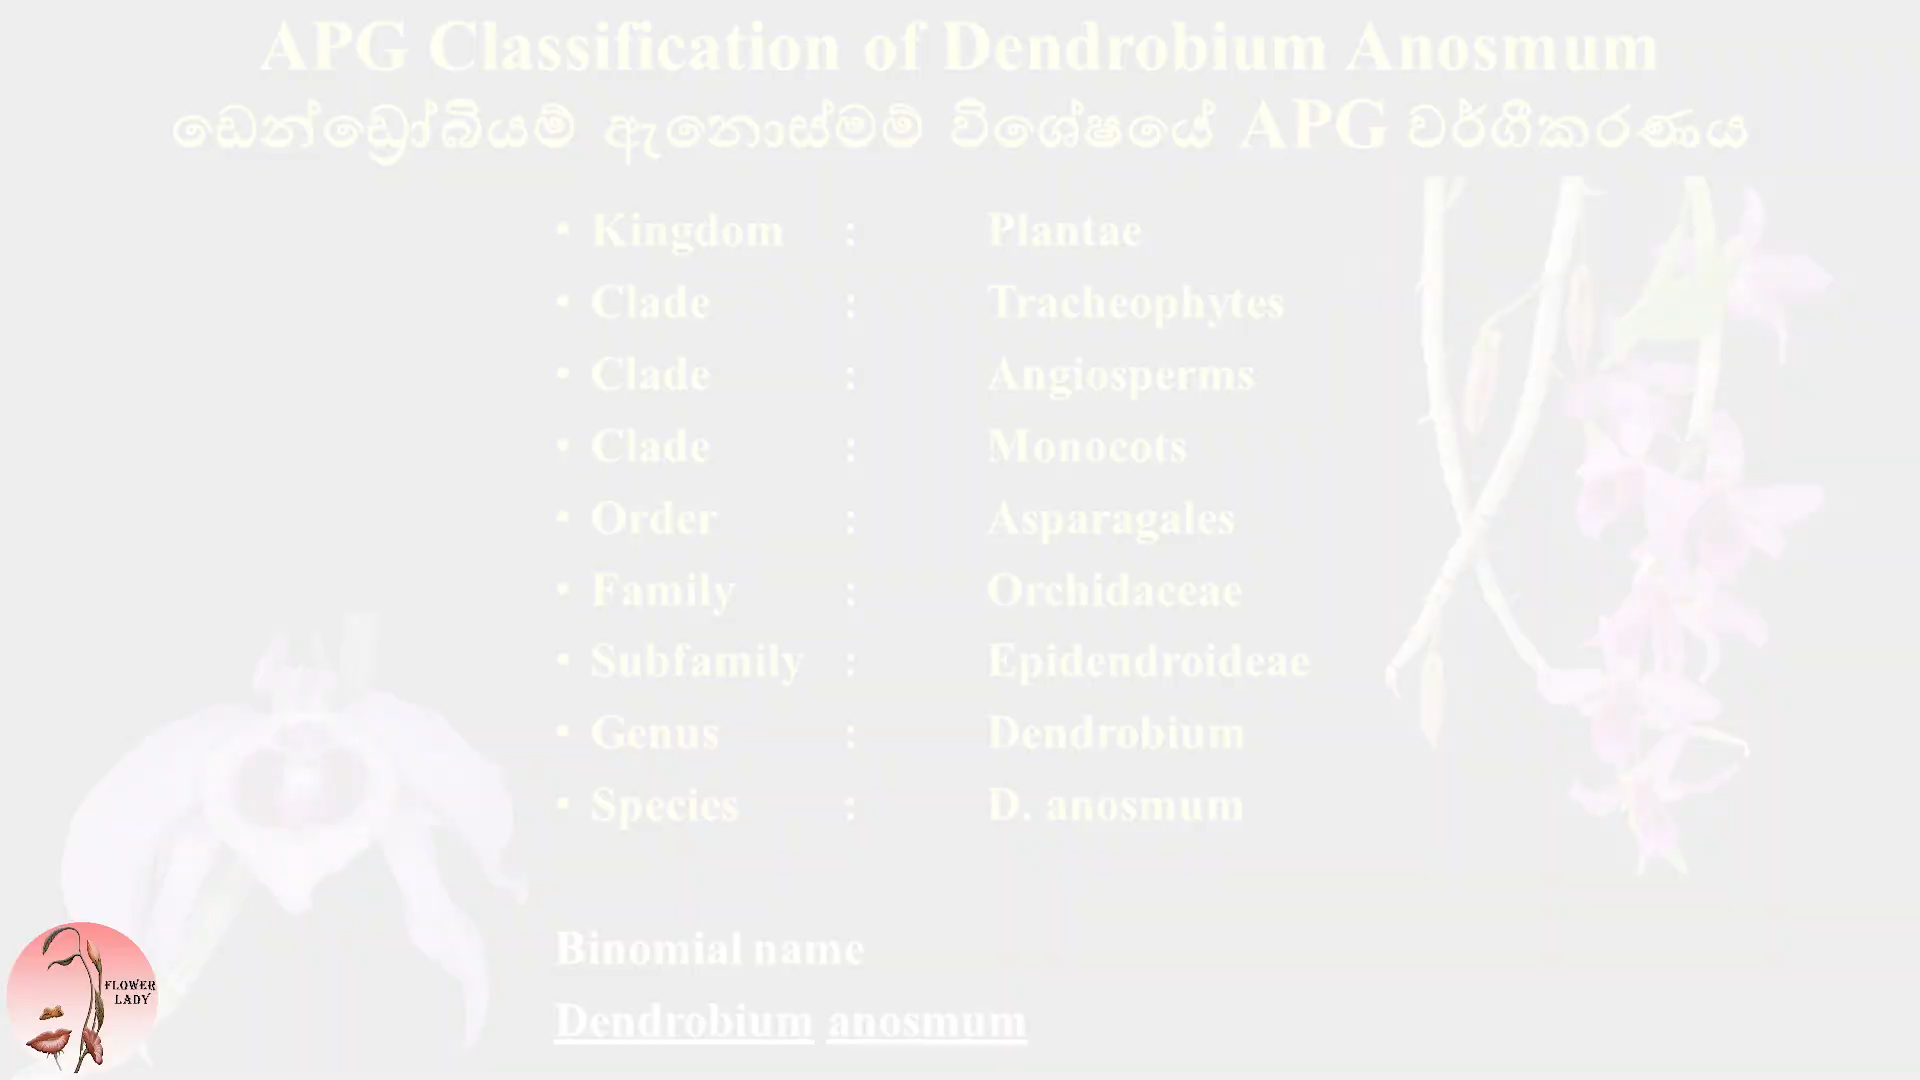 APG Classification of Dendrobium Anosmum
ඩෙන්ඩ්‍රෝබියම් ඇනොස්මම් විශේෂයේ APG වර්ගීකරණය
• Kingdom : Plantae
• Clade : Tracheophytes
• Clade : Angiosperms
• Clade : Monocots
• Order : Asparagales
• Family : Orchidaceae
• Subfamily : Epidendroideae
• Genus : Dendrobium
• Species : D. anosmum
Binomial name
Dendrobium anosmum
FLOWER
LADY